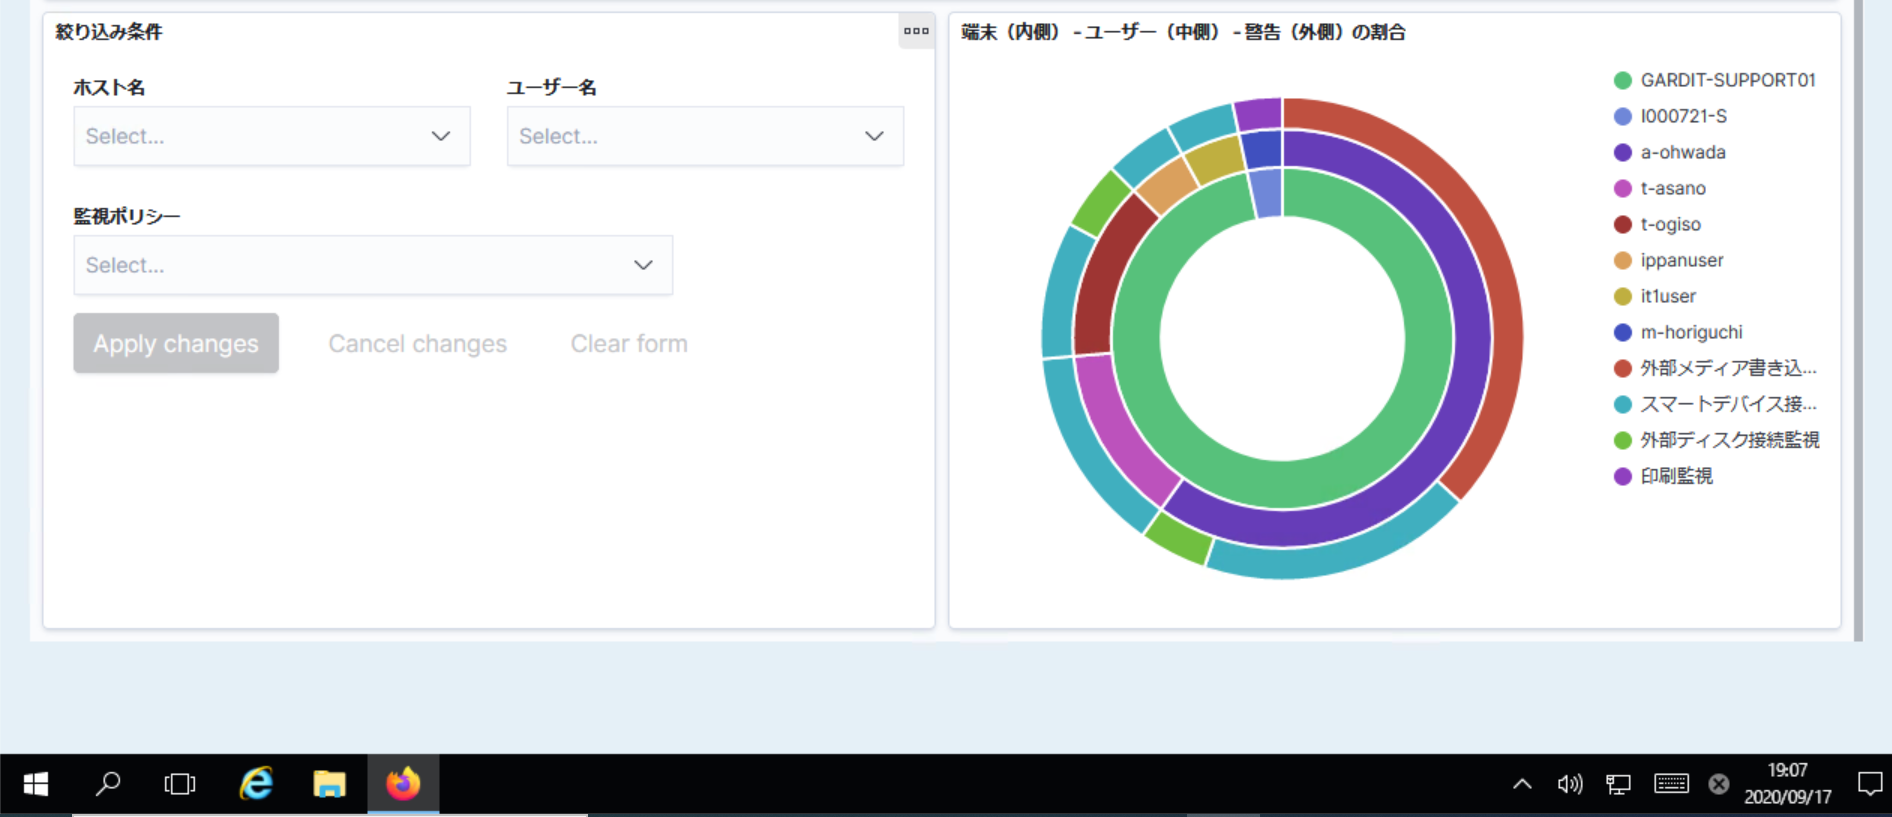 絞り込み条件
ホスト名
ユーザー名
Select...
Select...
監視ポリシー
Select...
Apply changes
Cancel changes
Clear form
端末（内側） - ユーザー（中側） - 警告（外側）の割合
GARDIT-SUPPORT01
I000721-S
a-ohwada
t-asano
t-ogiso
ippanuser
it1user
m-horiguchi
外部メディア書き込...
スマートデバイス接...
外部ディスク接続監視
印刷監視
19:07
2020/09/17